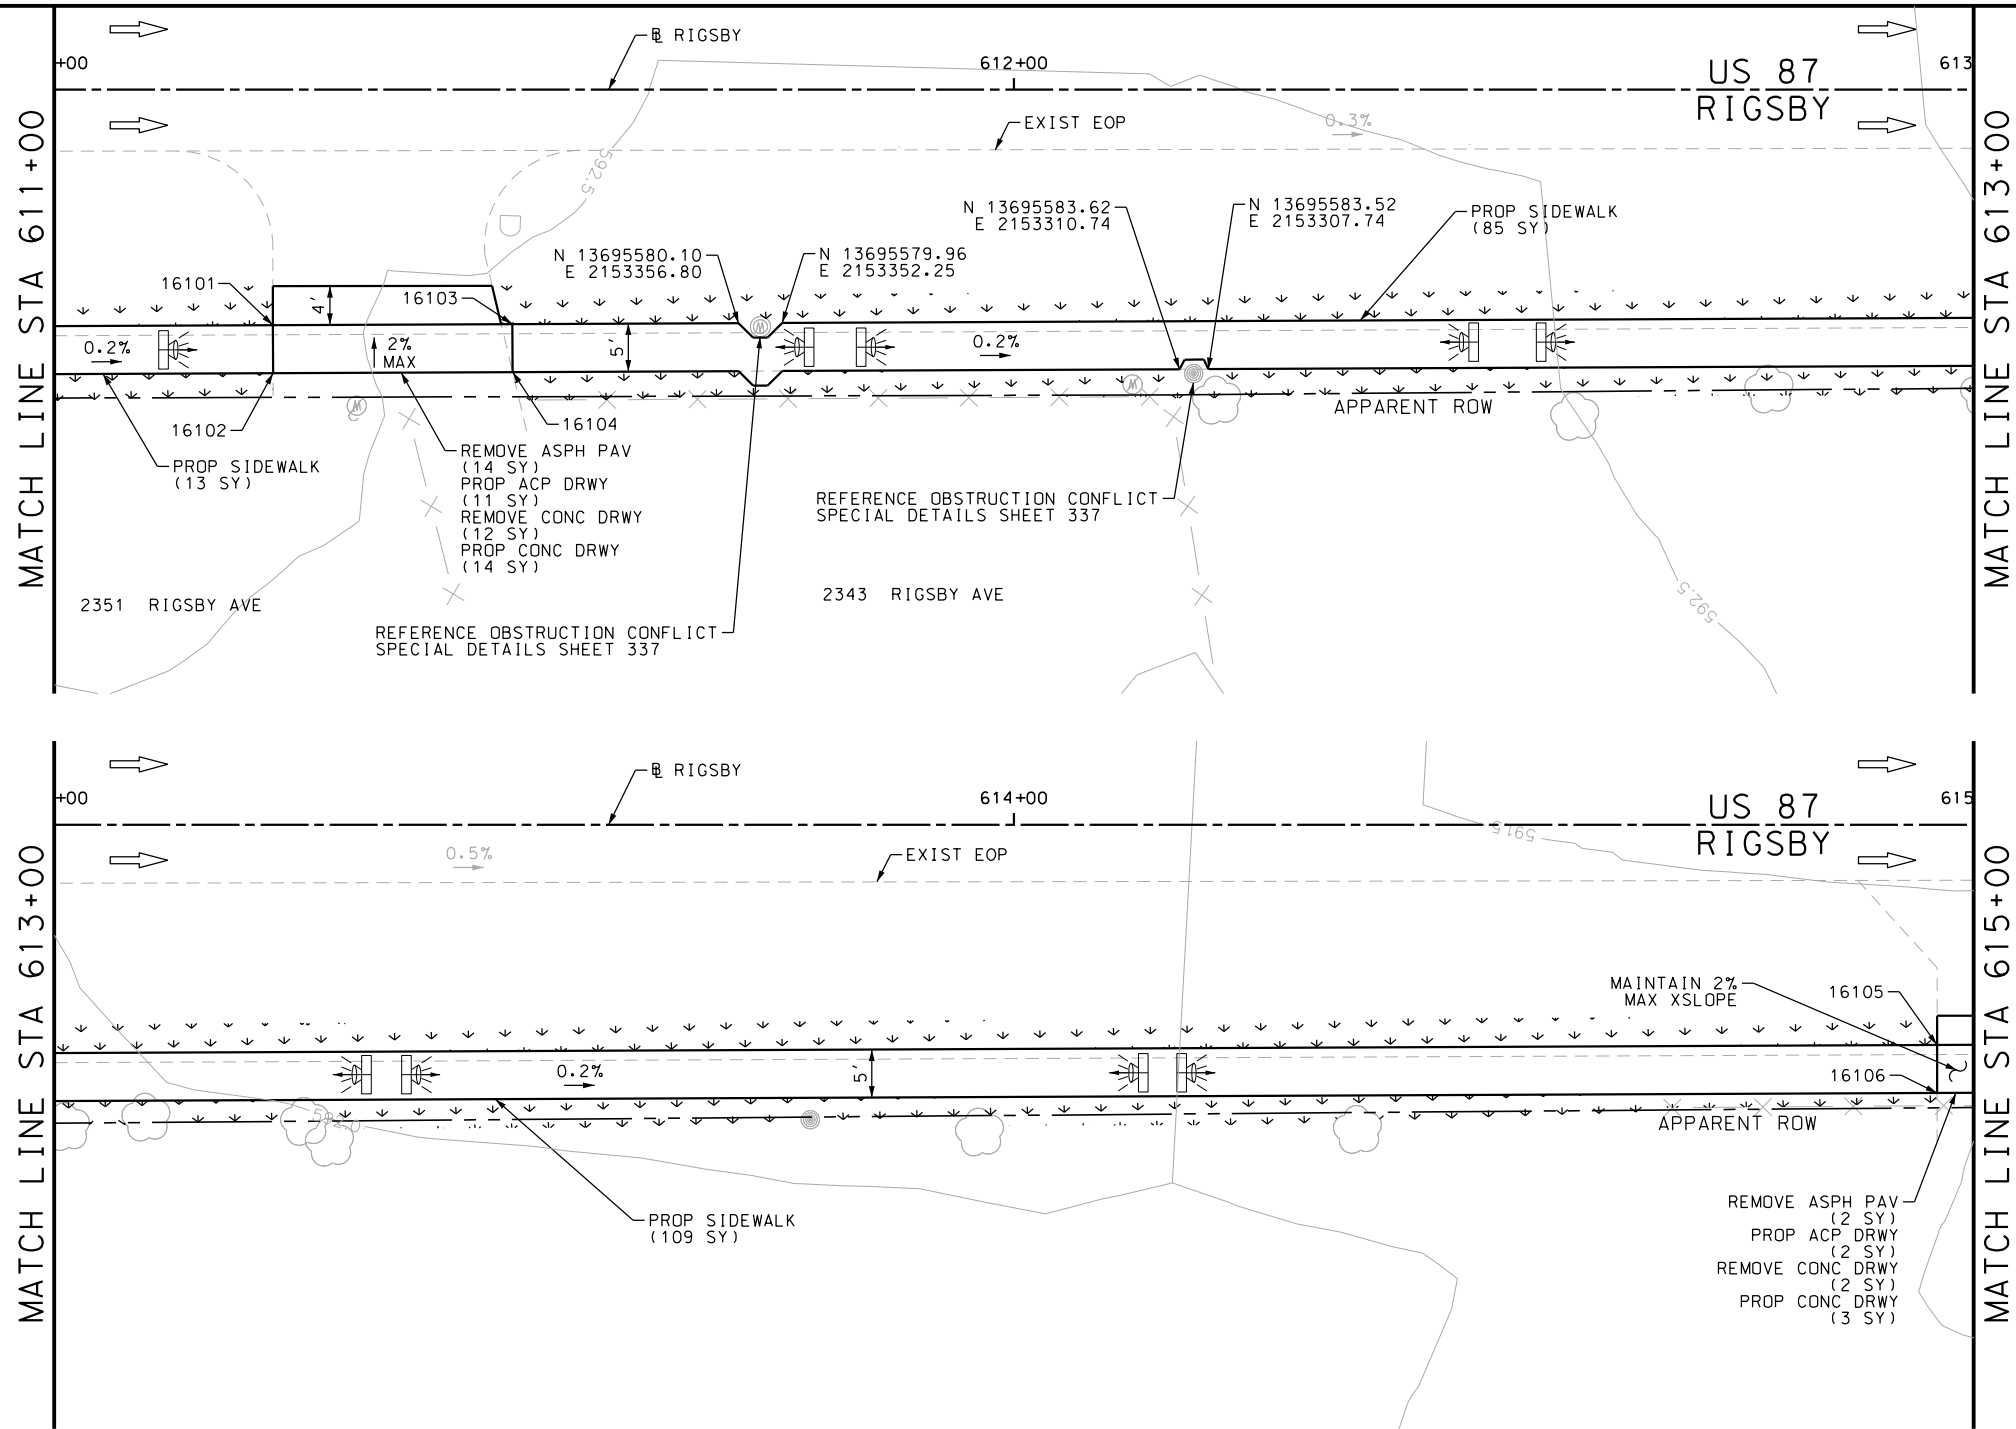 +00
℄ RIGSBY
612+00
US 87
RIGSBY
613
MATCH LINE STA 611+00
MATCH LINE STA 613+00
EXIST EOP
0.3%
592.5
N 13695583.62
E 2153310.74
N 13695583.52
E 2153307.74
PROP SIDEWALK
(85 SY)
N 13695580.10
E 2153356.80
N 13695579.96
E 2153352.25
16101
4'
16103
0.2%
2%
MAX
5'
0.2%
W
W
W
16102
16104
APPARENT ROW
PROP SIDEWALK
(13 SY)
REMOVE ASPH PAV
(14 SY)
PROP ACP DRWY
(11 SY)
REMOVE CONC DRWY
(12 SY)
PROP CONC DRWY
(14 SY)
REFERENCE OBSTRUCTION CONFLICT
SPECIAL DETAILS SHEET 337
2351 RIGSBY AVE
2343 RIGSBY AVE
592.5
REFERENCE OBSTRUCTION CONFLICT
SPECIAL DETAILS SHEET 337
+00
℄ RIGSBY
614+00
US 87
RIGSBY
615
MATCH LINE STA 613+00
MATCH LINE STA 615+00
0.5%
EXIST EOP
591.5
MAINTAIN 2%
MAX XSLOPE
16105
0.2%
5'
16106
APPARENT ROW
PROP SIDEWALK
(109 SY)
REMOVE ASPH PAV
(2 SY)
PROP ACP DRWY
(2 SY)
REMOVE CONC DRWY
(2 SY)
PROP CONC DRWY
(3 SY)